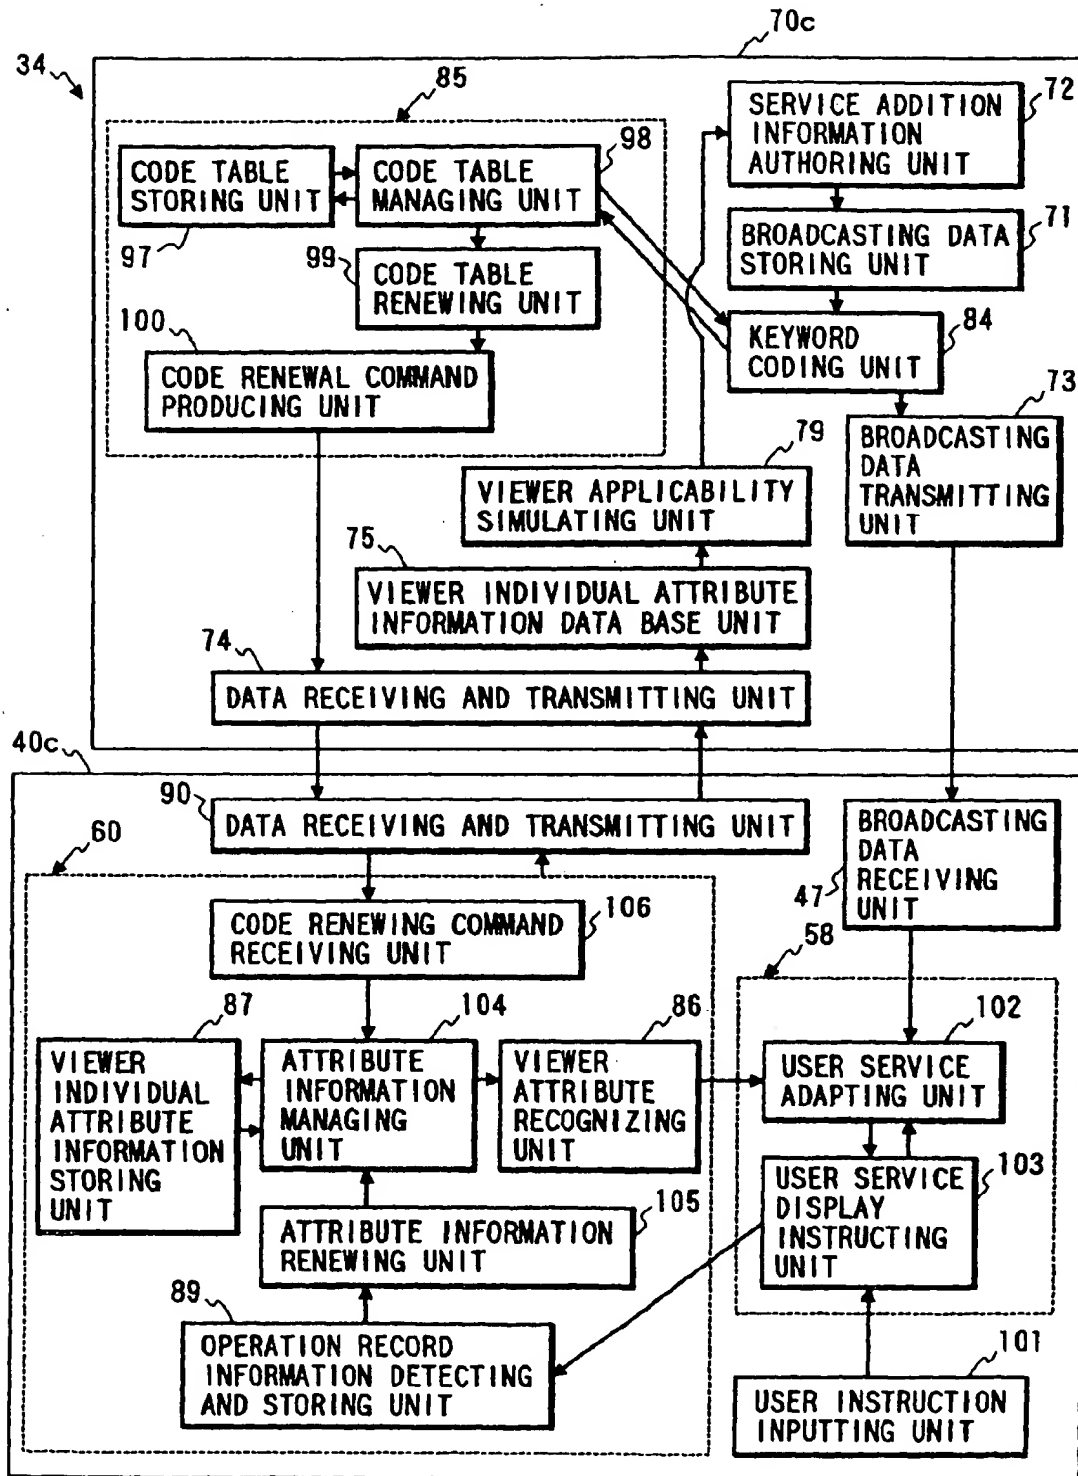 70c
34
85
72
SERVICE ADDITION
INFORMATION
AUTHORING UNIT
98
CODE TABLE
STORING UNIT
CODE TABLE
MANAGING UNIT
97
99
71
BROADCASTING DATA
STORING UNIT
CODE TABLE
RENEWING UNIT
100
84
KEYWORD
CODING UNIT
CODE RENEWAL COMMAND
PRODUCING UNIT
73
BROADCASTING
DATA
TRANSMITTING
UNIT
79
VIEWER APPLICABILITY
SIMULATING UNIT
75
VIEWER INDIVIDUAL ATTRIBUTE
INFORMATION DATA BASE UNIT
74
DATA RECEIVING AND TRANSMITTING UNIT
40c
90
DATA RECEIVING AND TRANSMITTING UNIT
BROADCASTING
DATA
RECEIVING
UNIT
47
60
CODE RENEWING COMMAND
RECEIVING UNIT
106
58
87
104
86
102
VIEWER
INDIVIDUAL
ATTRIBUTE
INFORMATION
STORING
UNIT
ATTRIBUTE
INFORMATION
MANAGING
UNIT
VIEWER
ATTRIBUTE
RECOGNIZING
UNIT
USER SERVICE
ADAPTING UNIT
103
USER SERVICE
DISPLAY
INSTRUCTING
UNIT
105
ATTRIBUTE INFORMATION
RENEWING UNIT
89
OPERATION RECORD
INFORMATION DETECTING
AND STORING UNIT
101
USER INSTRUCTION
INPUTTING UNIT